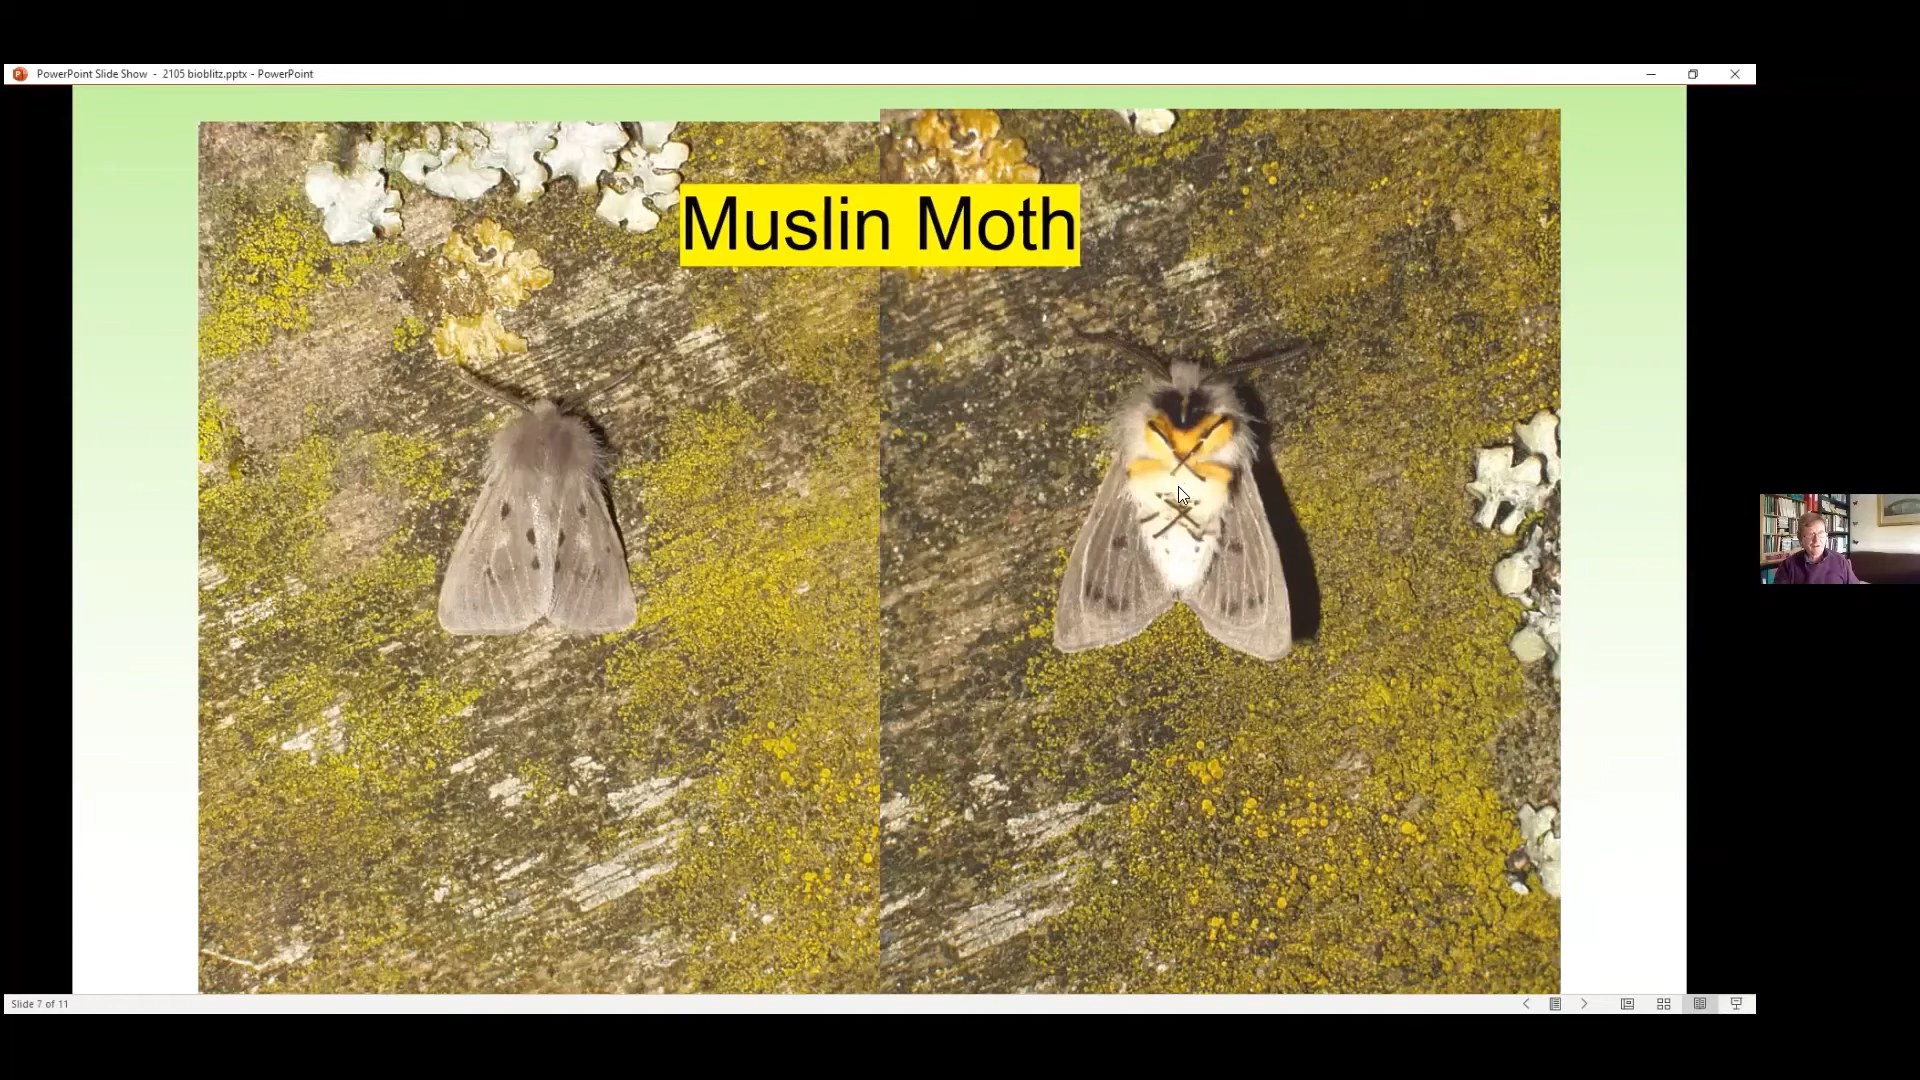 PowerPoint Slide Show - 2105 bioblitz.pptx - PowerPoint
Muslin Moth
Slide 7 of 11